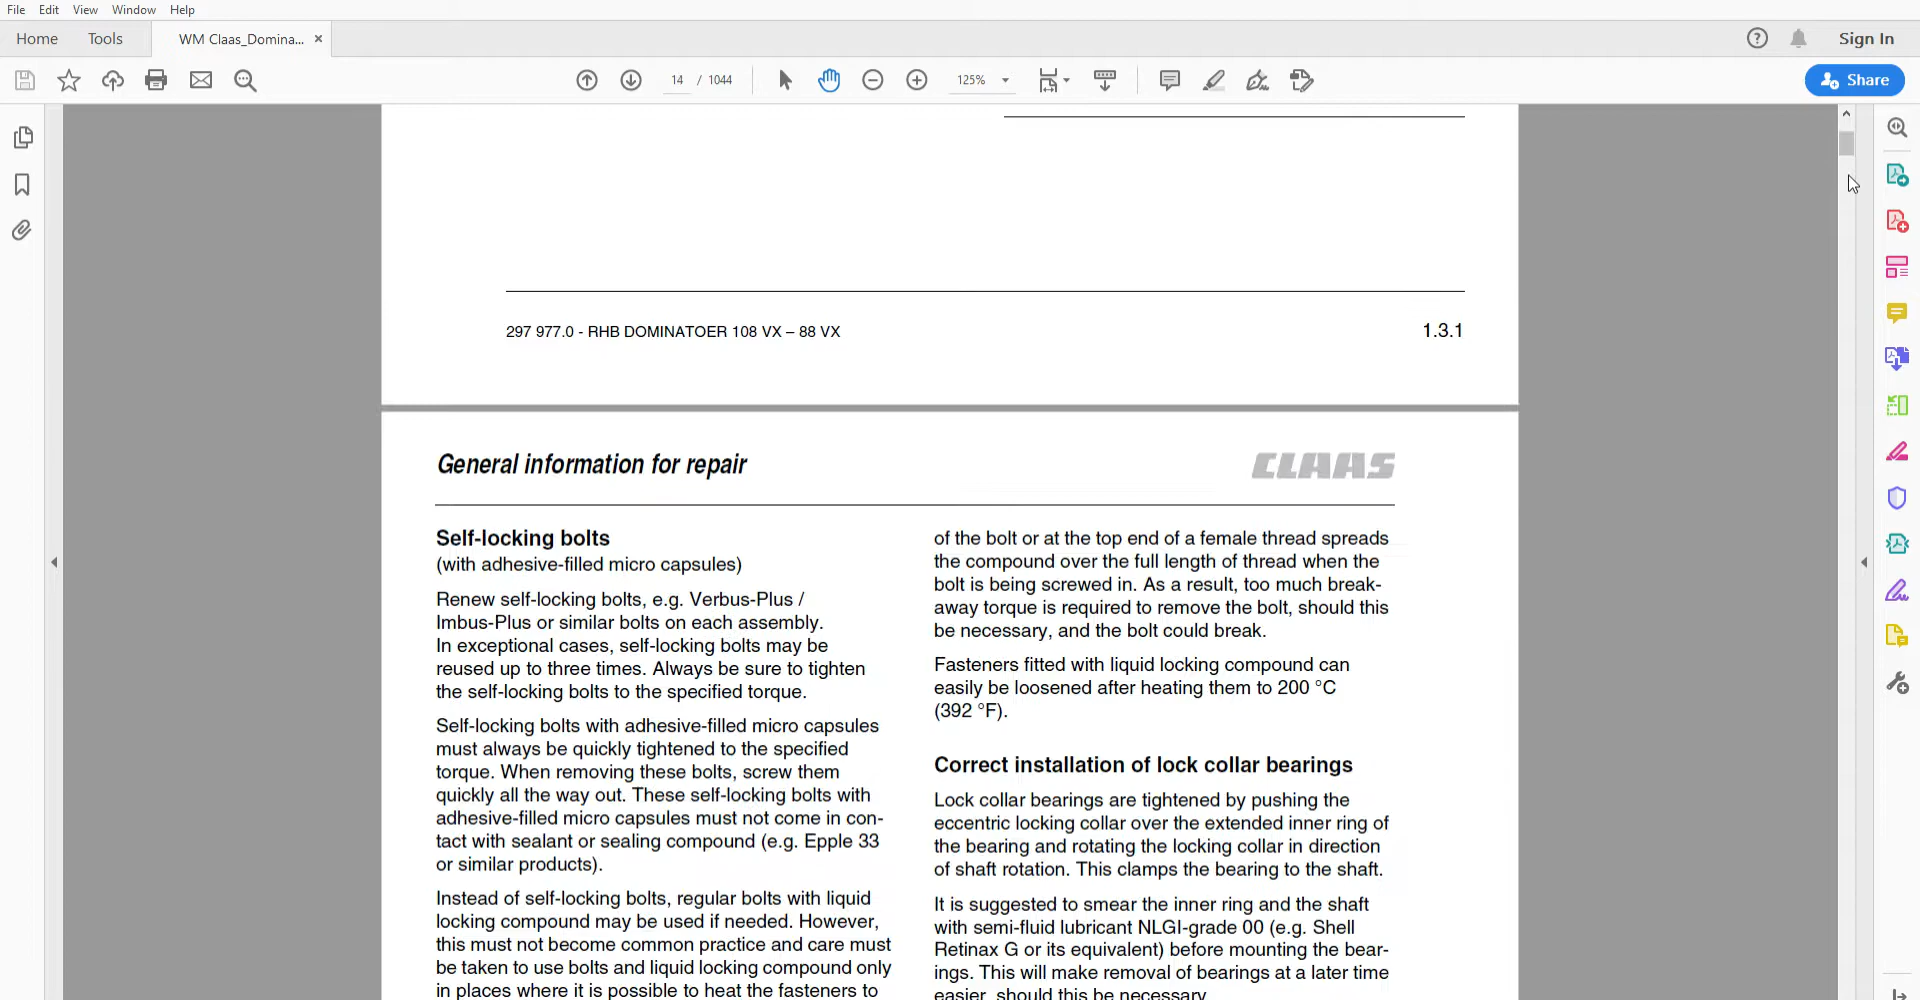 File Edit View Window Help
Home Tools WM Claas_Domina... × Sign In
14 / 1044 125% Share
297 977.0 - RHB DOMINATOER 108 VX – 88 VX 1.3.1
General information for repair CLAAS
Self-locking bolts
(with adhesive-filled micro capsules)
Renew self-locking bolts, e.g. Verbus-Plus /
Imbus-Plus or similar bolts on each assembly.
In exceptional cases, self-locking bolts may be
reused up to three times. Always be sure to tighten
the self-locking bolts to the specified torque.
Self-locking bolts with adhesive-filled micro capsules
must always be quickly tightened to the specified
torque. When removing these bolts, screw them
quickly all the way out. These self-locking bolts with
adhesive-filled micro capsules must not come in con-
tact with sealant or sealing compound (e.g. Epple 33
or similar products).
Instead of self-locking bolts, regular bolts with liquid
locking compound may be used if needed. However,
this must not become common practice and care must
be taken to use bolts and liquid locking compound only
in places where it is possible to heat the fasteners to
of the bolt or at the top end of a female thread spreads
the compound over the full length of thread when the
bolt is being screwed in. As a result, too much break-
away torque is required to remove the bolt, should this
be necessary, and the bolt could break.
Fasteners fitted with liquid locking compound can
easily be loosened after heating them to 200 °C
(392 °F).
Correct installation of lock collar bearings
Lock collar bearings are tightened by pushing the
eccentric locking collar over the extended inner ring of
the bearing and rotating the locking collar in direction
of shaft rotation. This clamps the bearing to the shaft.
It is suggested to smear the inner ring and the shaft
with semi-fluid lubricant NLGI-grade 00 (e.g. Shell
Retinax G or its equivalent) before mounting the bear-
ings. This will make removal of bearings at a later time
easier, should this be necessary.